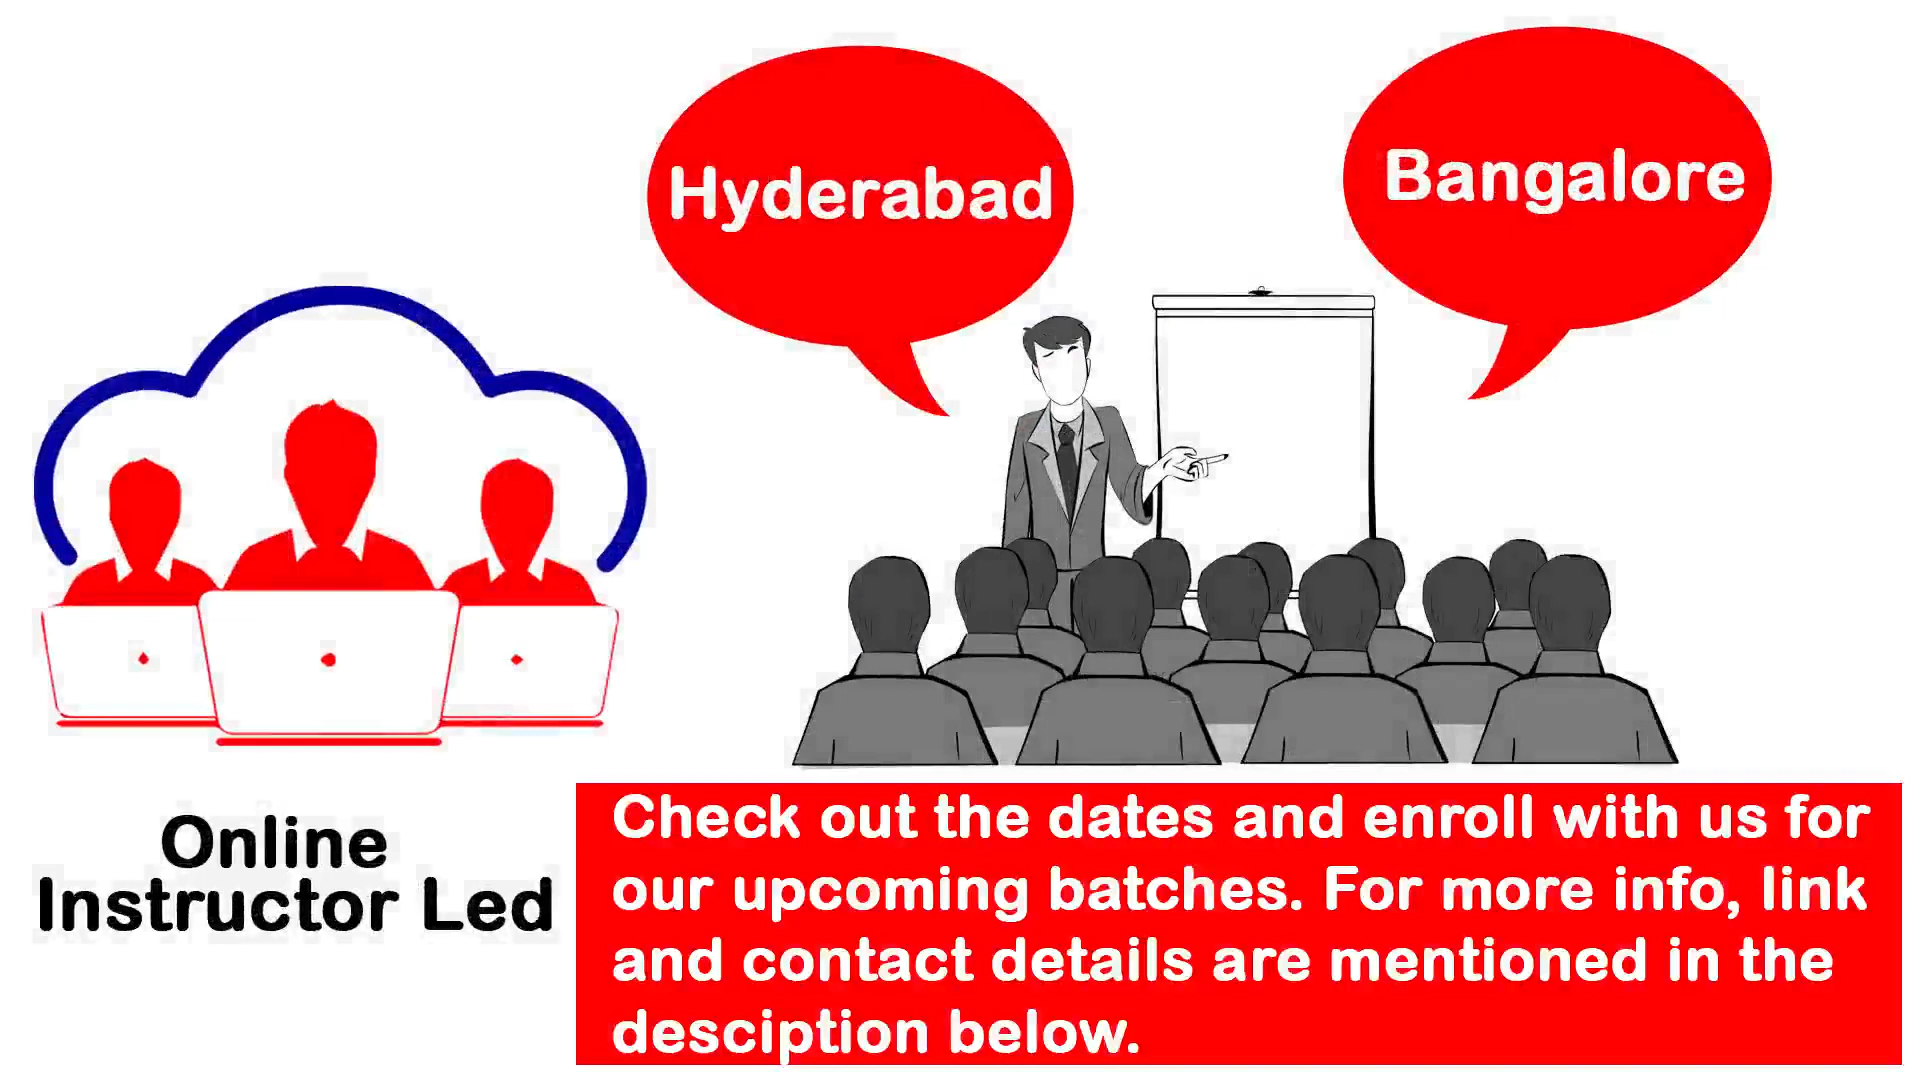 Hyderabad
Bangalore
Online
Instructor Led
Check out the dates and enroll with us for
our upcoming batches. For more info, link
and contact details are mentioned in the
desciption below.